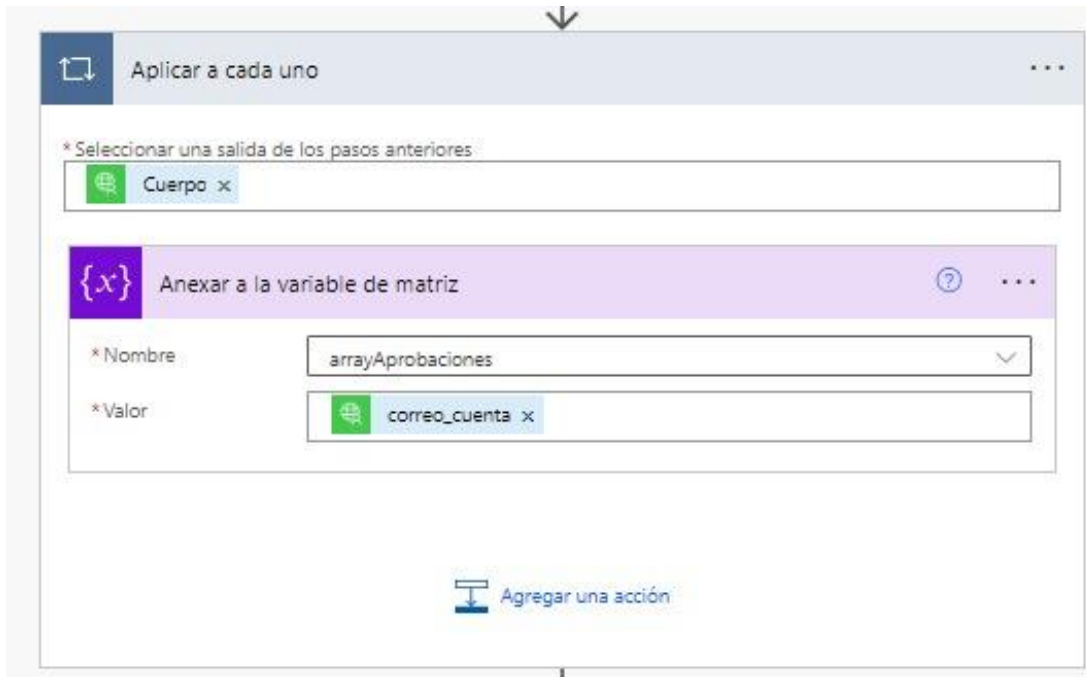 Aplicar a cada uno
* Seleccionar una salida de los pasos anteriores
Cuerpo ×
{x} Anexar a la variable de matriz ?
* Nombre arrayAprobaciones
* Valor correo_cuenta ×
Agregar una acción